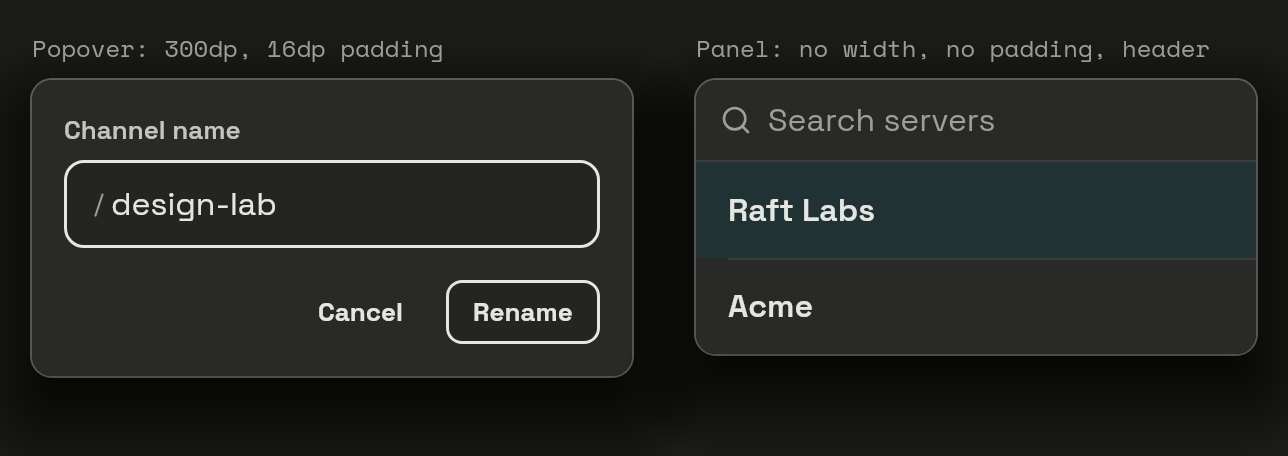 Popover: 300dp, 16dp padding
Channel name
/ design-lab
Cancel
Rename
Panel: no width, no padding, header
Search servers
Raft Labs
Acme